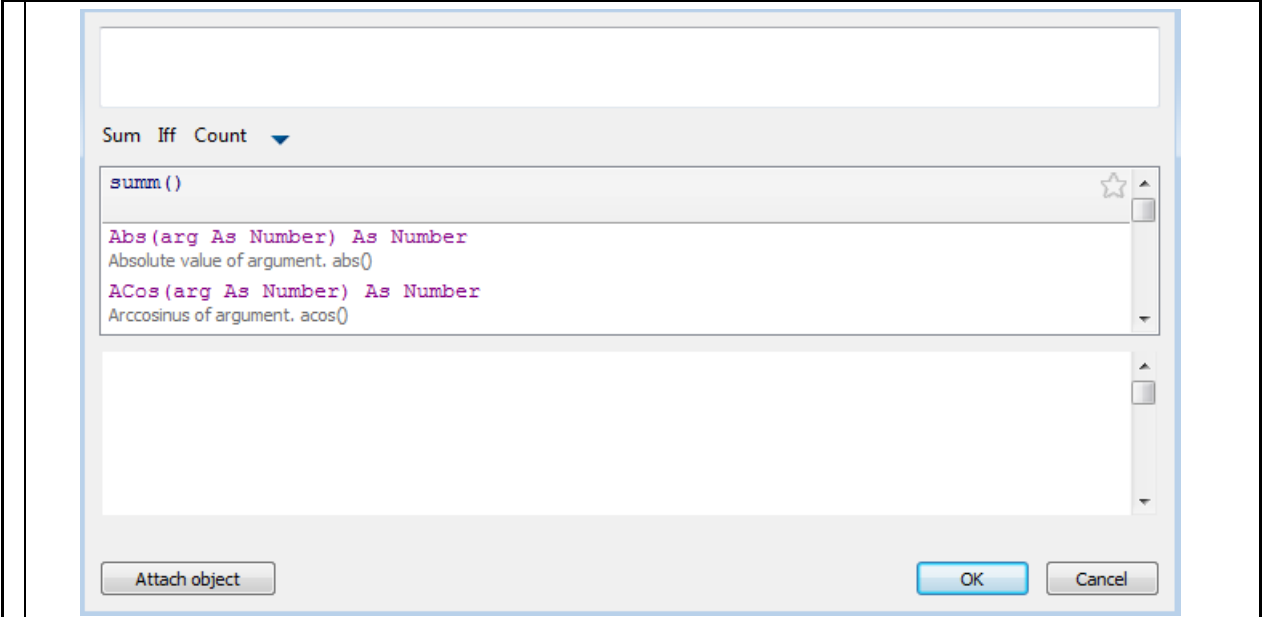 Sum Iff Count
summ()
Abs(arg As Number) As Number
Absolute value of argument. abs()
ACos(arg As Number) As Number
Arccosinus of argument. acos()
Attach object OK Cancel